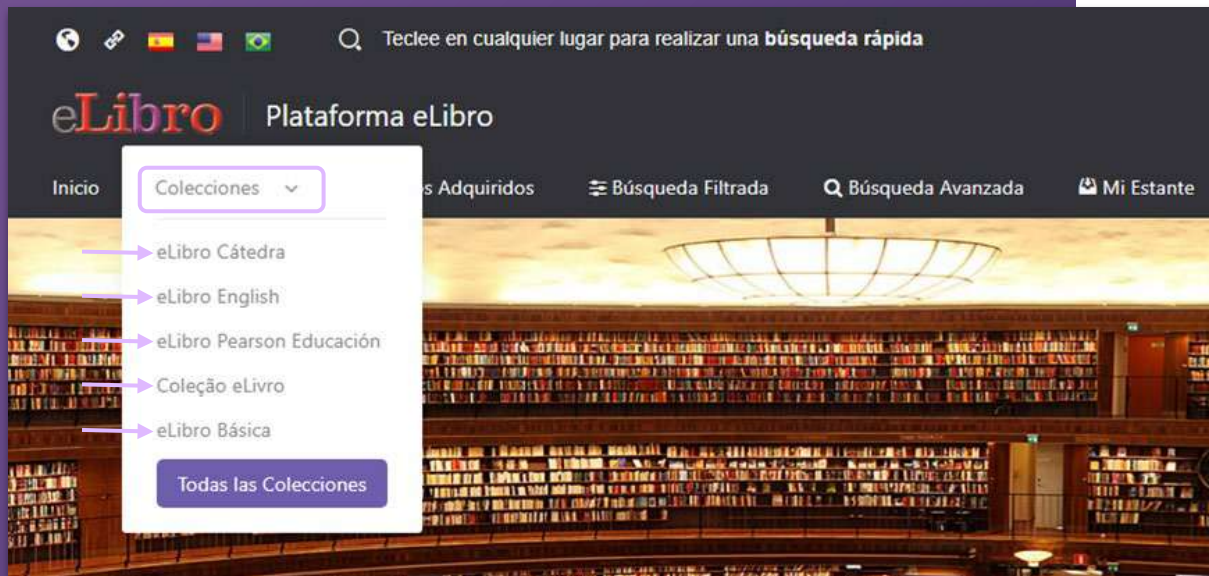 Teclee en cualquier lugar para realizar una búsqueda rápida
eLibro Plataforma eLibro
Inicio Colecciones Adquiridos Búsqueda Filtrada Búsqueda Avanzada Mi Estante
eLibro Cátedra
eLibro English
eLibro Pearson Educación
Coleção eLivro
eLibro Básica
Todas las Colecciones